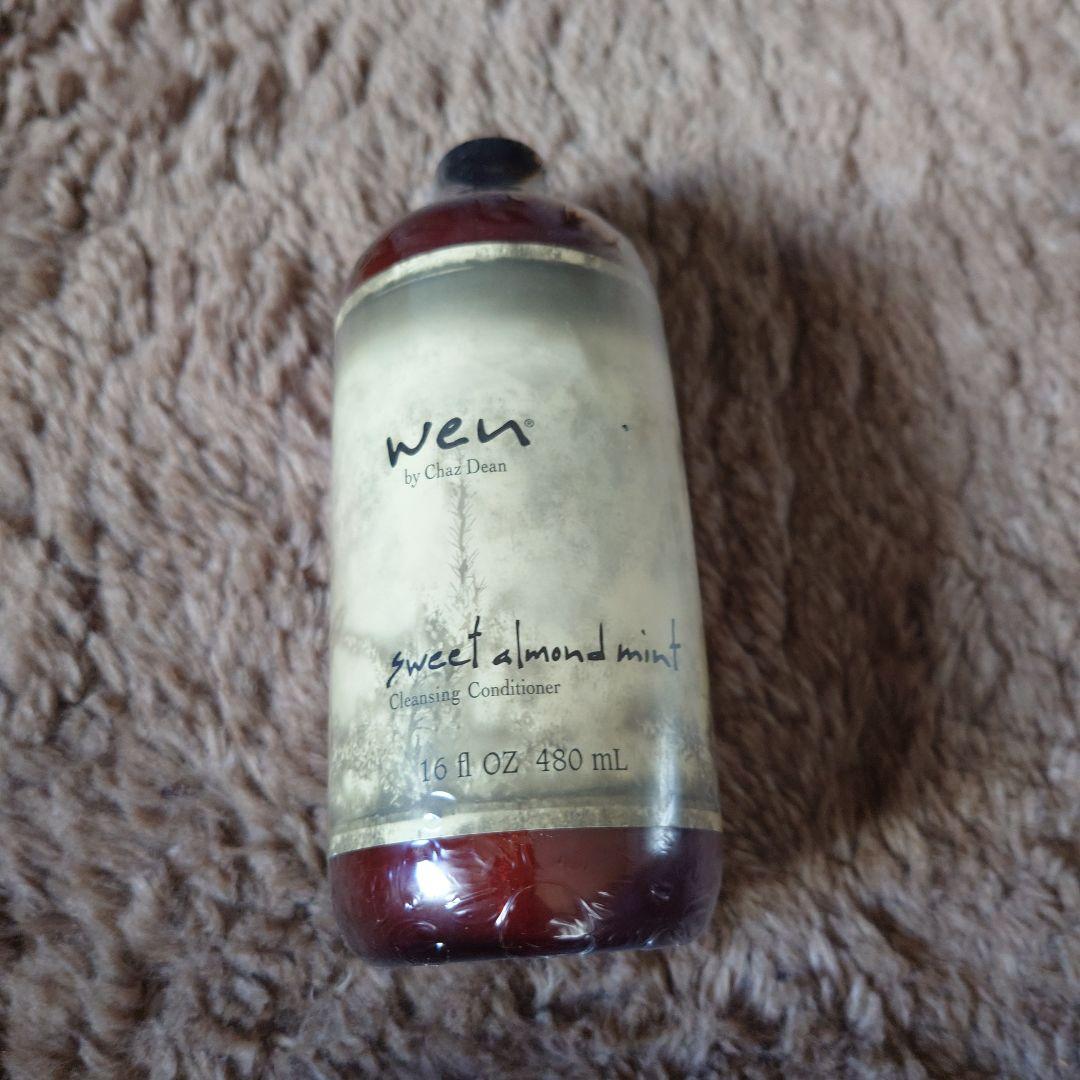 wen®
by Chaz Dean
sweet almond mint
Cleansing Conditioner
16 fl OZ 480 mL